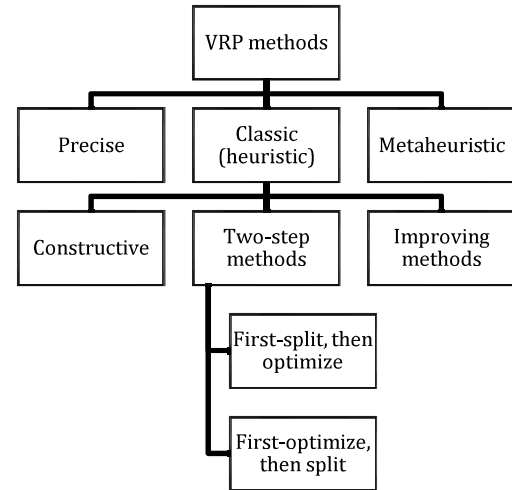 VRP methods
Precise
Classic
(heuristic)
Metaheuristic
Constructive
Two-step
methods
Improving
methods
First-split, then
optimize
First-optimize,
then split